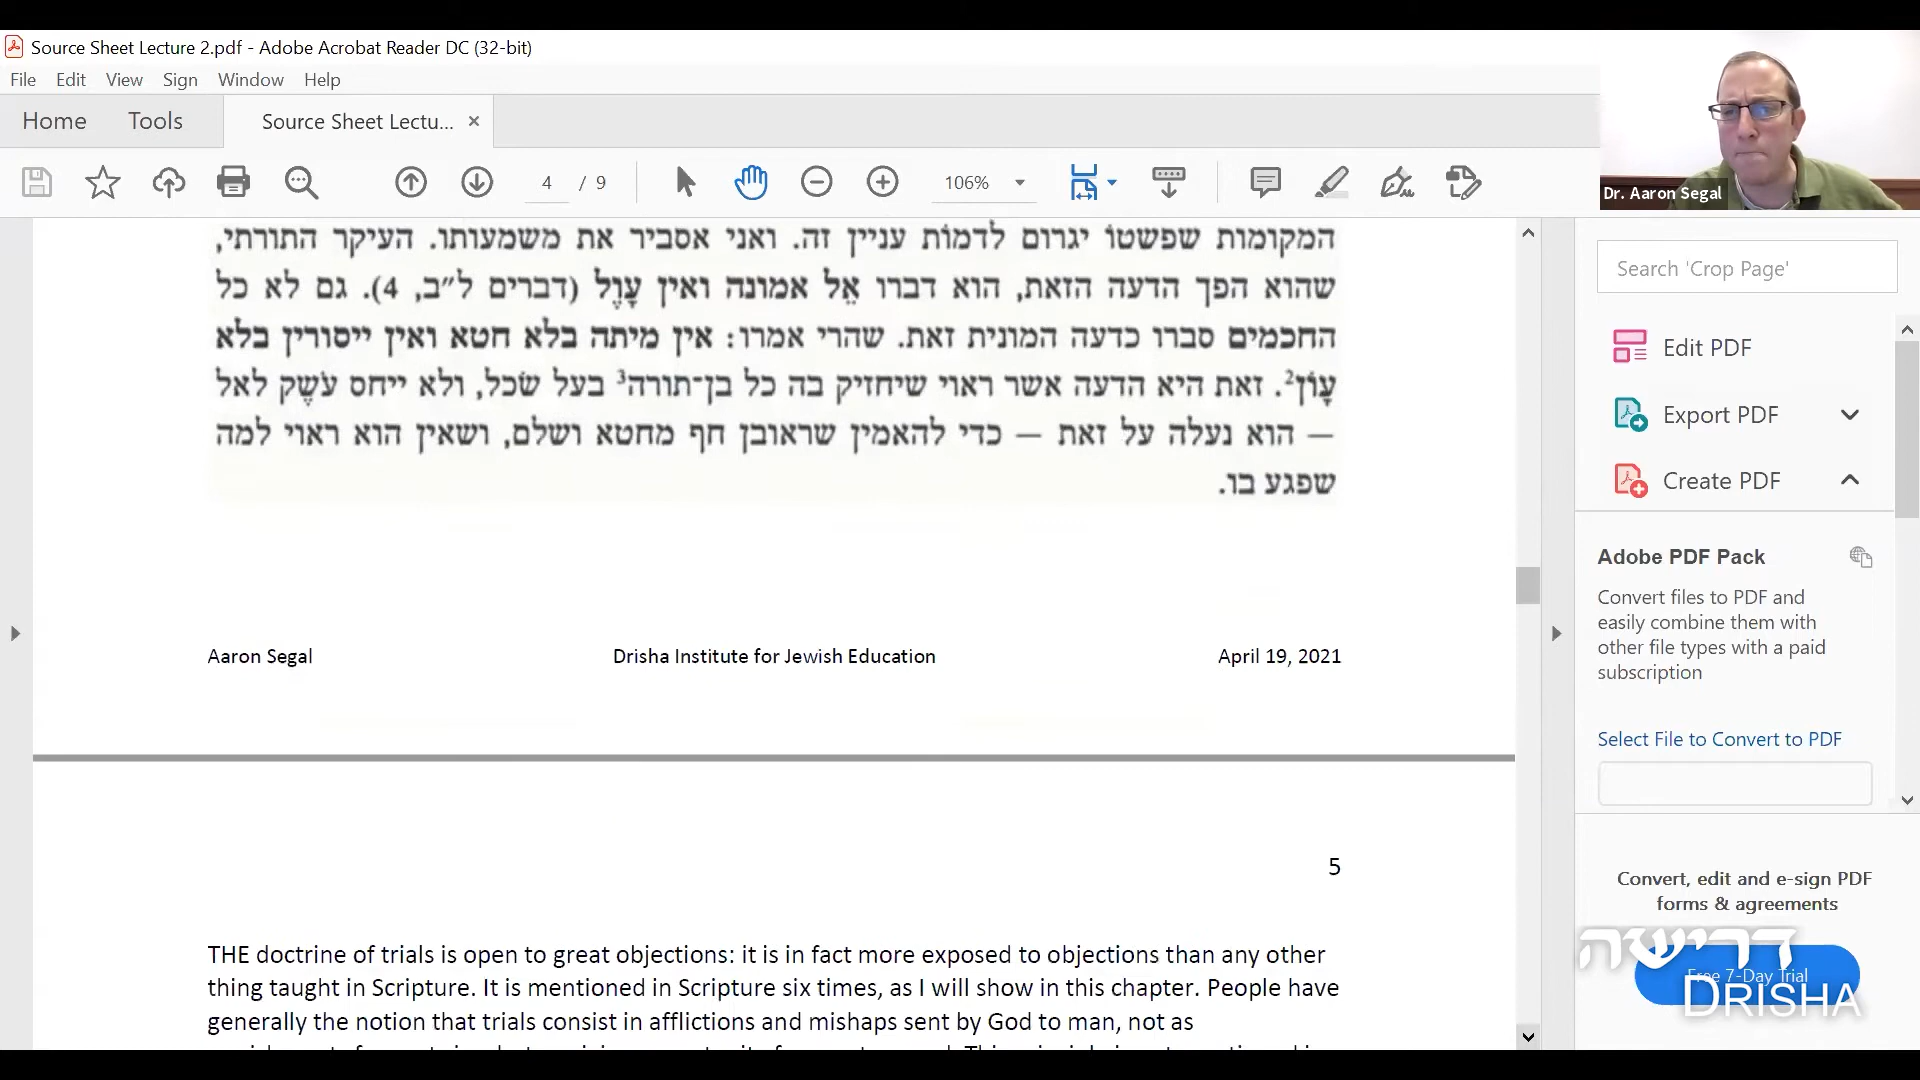 Source Sheet Lecture 2.pdf - Adobe Acrobat Reader DC (32-bit)
File Edit View Sign Window Help
Home Tools Source Sheet Lectu... ×
4 / 9 106%
Dr. Aaron Segal
המקומות שפשטוֹ יגרום לדמוֹת עניין זה. ואני אסביר את משמעותו. העיקר התורתי,
שהוא הפך הדעה הזאת, הוא דברו אֵל אמונה ואין עָוֶל (דברים ל״ב, 4). גם לא כל
החכמים סברו כדעה המונית זאת. שהרי אמרו: אין מיתה בלא חטא ואין ייסורין בלא
עָוֹן². זאת היא הדעה אשר ראוי שיחזיק בה כל בן־תורה³ בעל שׂכל, ולא ייחס עֹשֶק לאל
— הוא נעלה על זאת — כדי להאמין שראובן חף מחטא ושלם, ושאין הוא ראוי למה
שפגע בו.
Aaron Segal Drisha Institute for Jewish Education April 19, 2021
5
THE doctrine of trials is open to great objections: it is in fact more exposed to objections than any other
thing taught in Scripture. It is mentioned in Scripture six times, as I will show in this chapter. People have
generally the notion that trials consist in afflictions and mishaps sent by God to man, not as
Search 'Crop Page'
Edit PDF
Export PDF
Create PDF
Adobe PDF Pack
Convert files to PDF and
easily combine them with
other file types with a paid
subscription
Select File to Convert to PDF
Convert, edit and e-sign PDF
forms & agreements
Free 7-Day Trial
דרישה
DRISHA